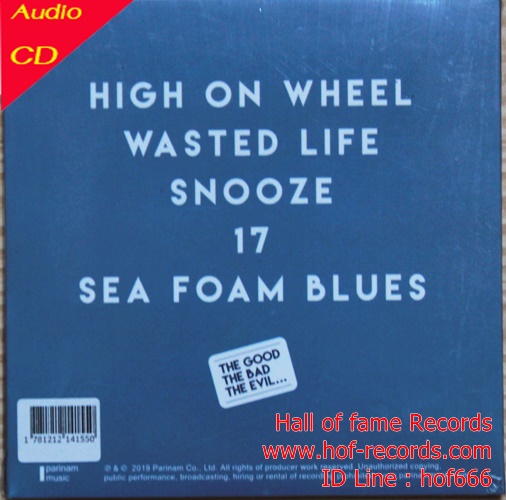 Audio
CD
HIGH ON WHEEL
WASTED LIFE
SNOOZE
17
SEA FOAM BLUES
THE GOOD
THE BAD
THE EVIL...
Hall of fame Records
www.hof-records.com
ID Line : hof666
1 781212 141550
parinam
music
℗ & © 2019 Parinam Co., Ltd. All rights of producer work reserved. Unauthorized copying,
public performance, broadcasting, hiring or rental of record